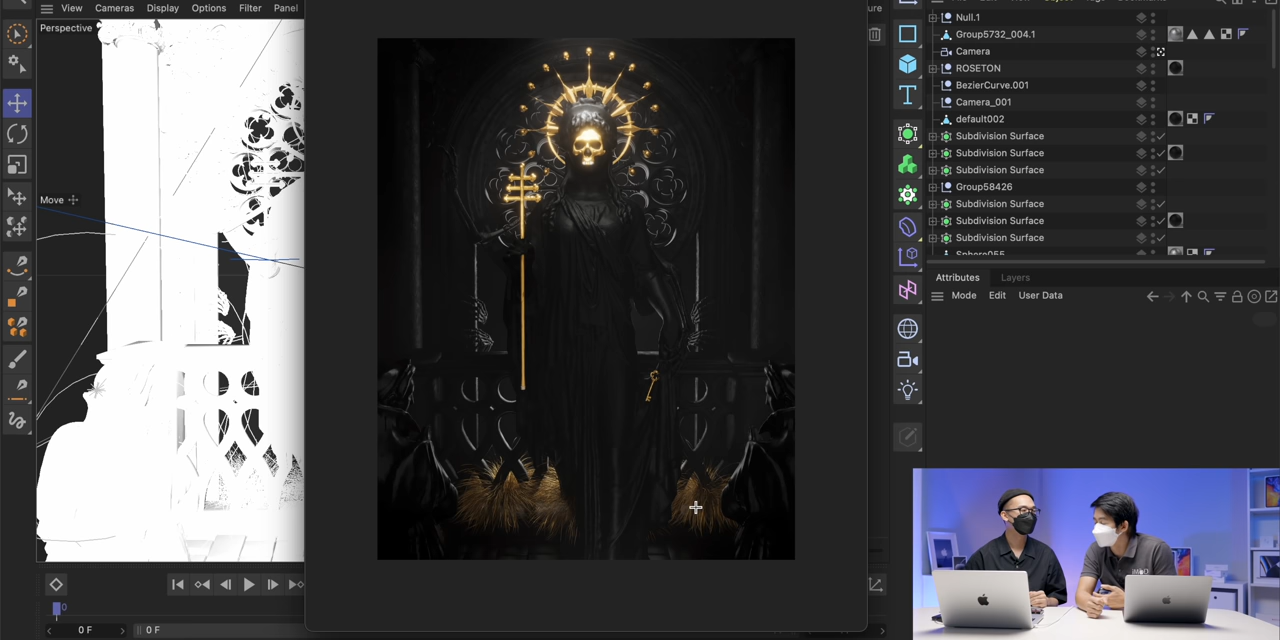 View Cameras Display Options Filter Panel
Perspective
Move
0
0 F
0 F
Null.1
Group5732_004.1
Camera
ROSETON
BezierCurve.001
Camera_001
default002
Subdivision Surface
Subdivision Surface
Subdivision Surface
Group58426
Subdivision Surface
Subdivision Surface
Subdivision Surface
Attributes Layers
Mode Edit User Data